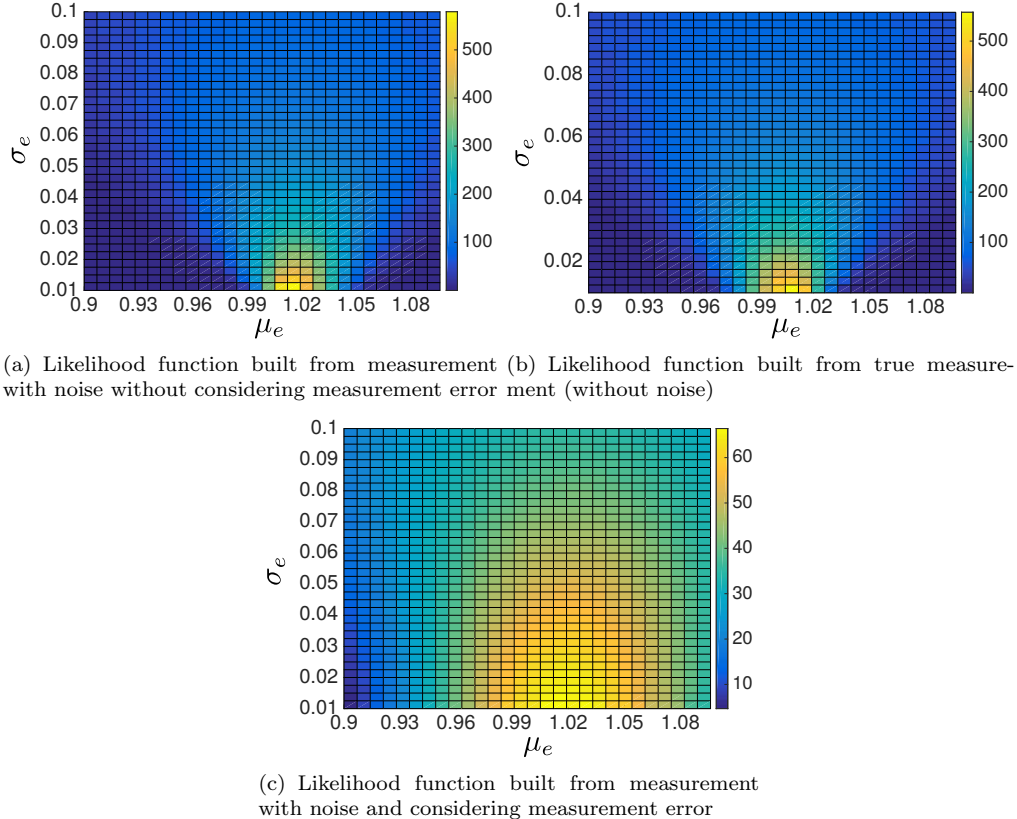 0.1
0.09
0.08
0.07
0.06
0.05
0.04
0.03
0.02
0.01
σe
0.9 0.93 0.96 0.99 1.02 1.05 1.08
μe
500
400
300
200
100
0.1
0.08
0.06
0.04
0.02
σe
0.9 0.93 0.96 0.99 1.02 1.05 1.08
μe
500
400
300
200
100
(a) Likelihood function built from measurement
with noise without considering measurement error
(b) Likelihood function built from true measure-
ment (without noise)
0.1
0.09
0.08
0.07
0.06
0.05
0.04
0.03
0.02
0.01
σe
0.9 0.93 0.96 0.99 1.02 1.05 1.08
μe
60
50
40
30
20
10
(c) Likelihood function built from measurement
with noise and considering measurement error